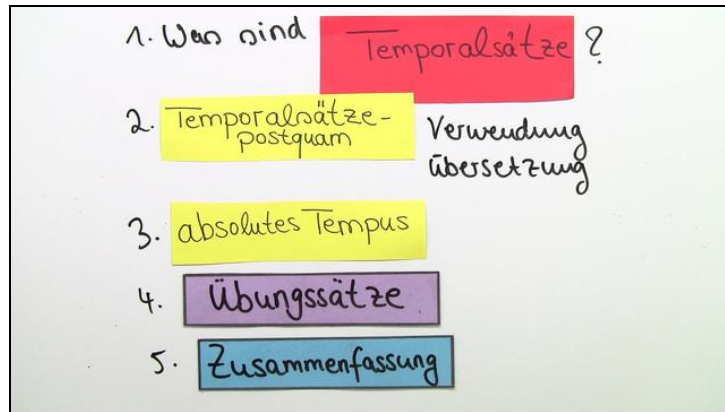 1. Was sind Temporalsätze ?
2. Temporalsätze-
postquam
Verwendung
Übersetzung
3. absolutes Tempus
4. Übungssätze
5. Zusammenfassung